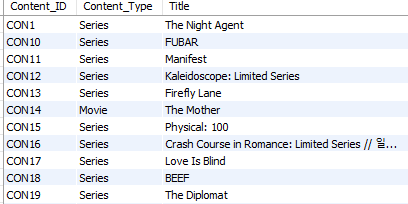 Content_ID Content_Type Title
CON1 Series The Night Agent
CON10 Series FUBAR
CON11 Series Manifest
CON12 Series Kaleidoscope: Limited Series
CON13 Series Firefly Lane
CON14 Movie The Mother
CON15 Series Physical: 100
CON16 Series Crash Course in Romance: Limited Series // 일...
CON17 Series Love Is Blind
CON18 Series BEEF
CON19 Series The Diplomat